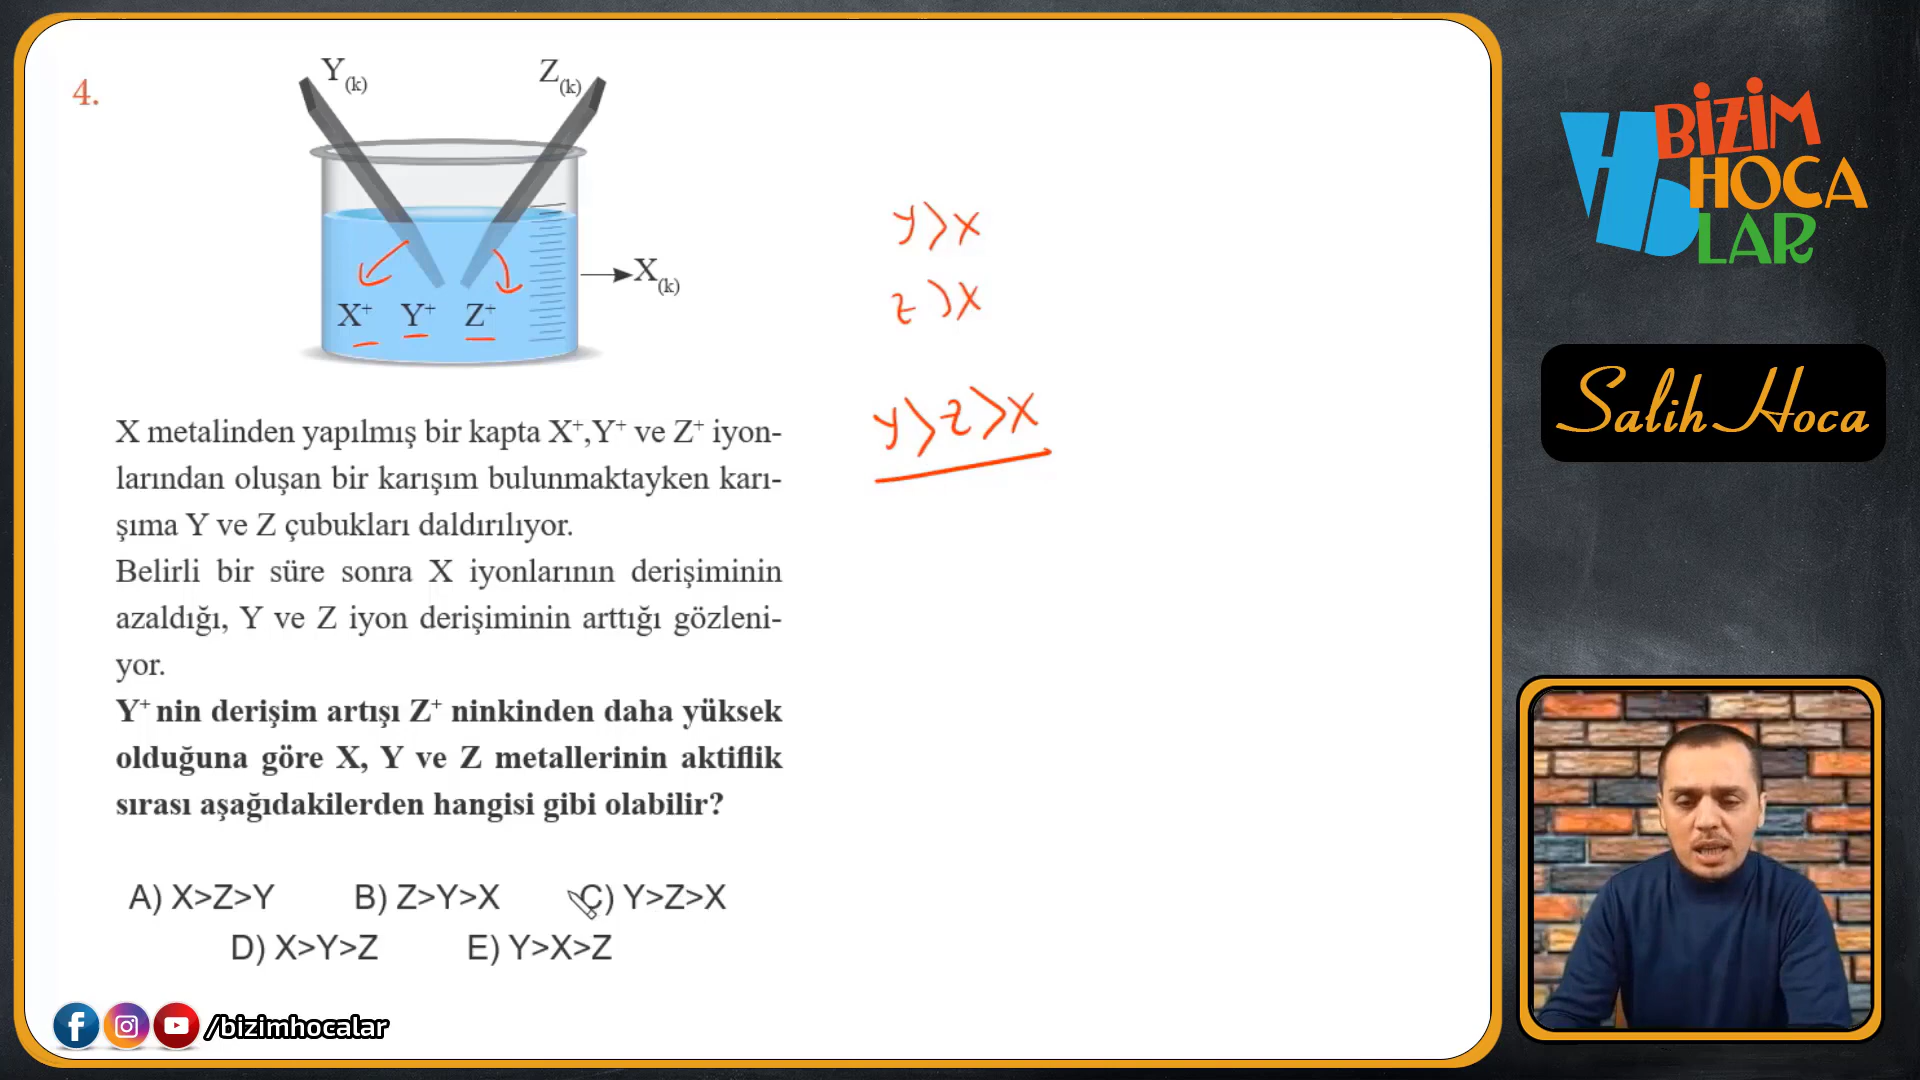 4.
Y(k)
Z(k)
X(k)
X⁺ Y⁺ Z⁺
X metalinden yapılmış bir kapta X⁺,Y⁺ ve Z⁺ iyon-
larından oluşan bir karışım bulunmaktayken karı-
şıma Y ve Z çubukları daldırılıyor.
Belirli bir süre sonra X iyonlarının derişiminin
azaldığı, Y ve Z iyon derişiminin arttığı gözleni-
yor.
Y⁺ nin derişim artışı Z⁺ ninkinden daha yüksek
olduğuna göre X, Y ve Z metallerinin aktiflik
sırası aşağıdakilerden hangisi gibi olabilir?
A) X>Z>Y B) Z>Y>X C) Y>Z>X
D) X>Y>Z E) Y>X>Z
y>x
z>x
y>z>x
BİZİM
HOCA
LAR
Salih Hoca
/bizimhocalar